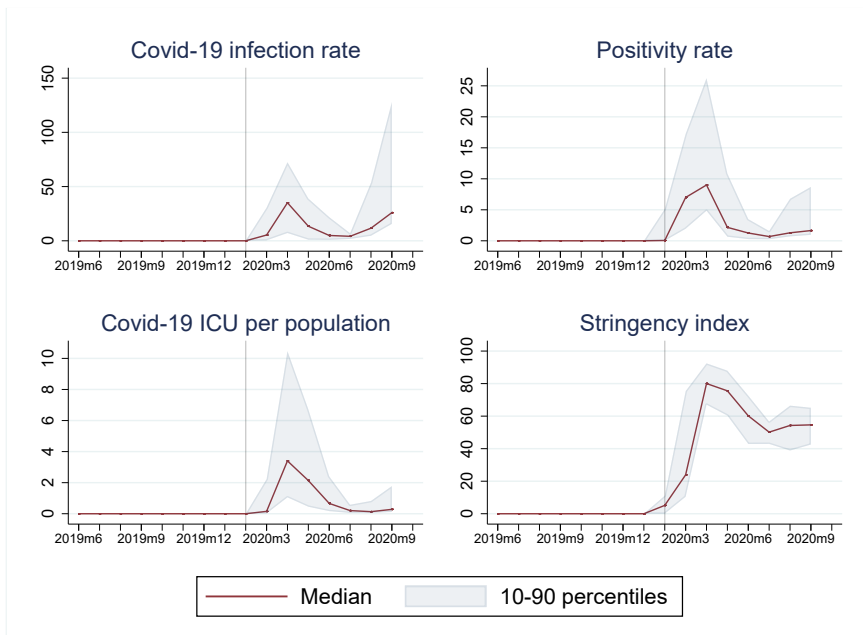 Covid-19 infection rate
150
100
50
0
2019m6 2019m9 2019m12 2020m3 2020m6 2020m9
Positivity rate
25
20
15
10
5
0
2019m6 2019m9 2019m12 2020m3 2020m6 2020m9
Covid-19 ICU per population
10
8
6
4
2
0
2019m6 2019m9 2019m12 2020m3 2020m6 2020m9
Stringency index
100
80
60
40
20
0
2019m6 2019m9 2019m12 2020m3 2020m6 2020m9
Median 10-90 percentiles